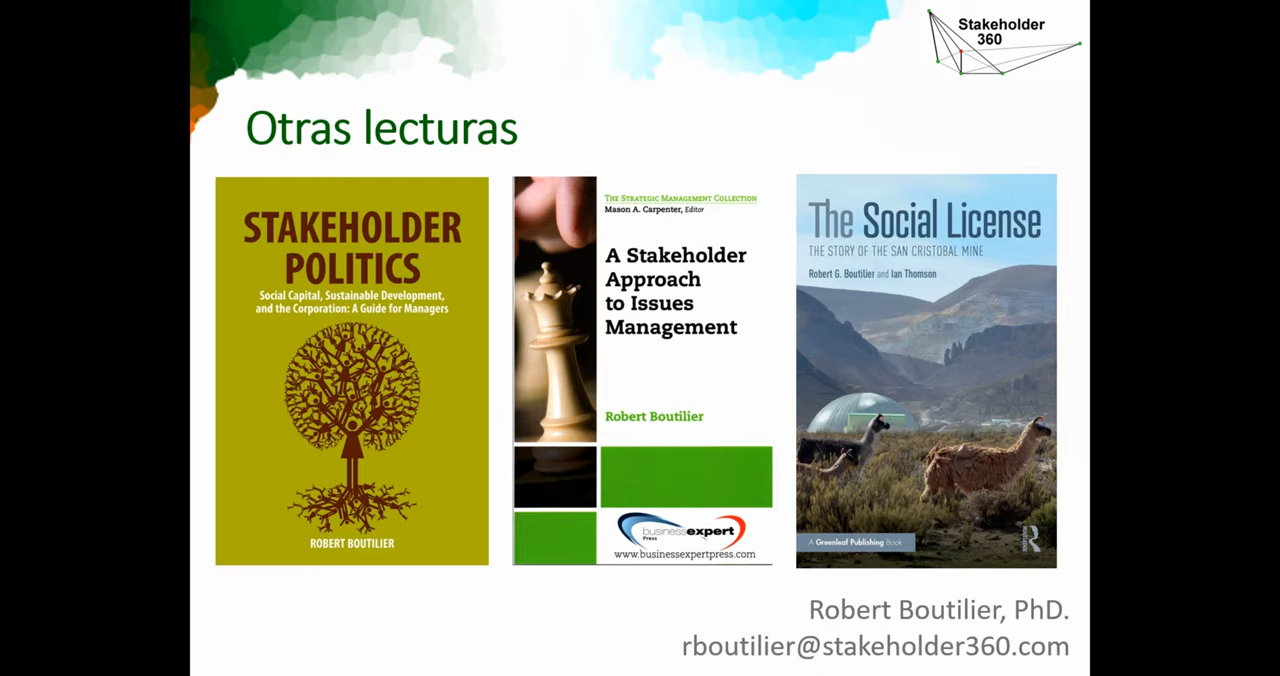 Stakeholder
360
Otras lecturas
STAKEHOLDER
POLITICS
Social Capital, Sustainable Development,
and the Corporation: A Guide for Managers
ROBERT BOUTILIER
THE STRATEGIC MANAGEMENT COLLECTION
Mason A. Carpenter, Editor
A Stakeholder
Approach
to Issues
Management
Robert Boutilier
businessexpert
Press
www.businessexpertpress.com
The Social License
THE STORY OF THE SAN CRISTOBAL MINE
Robert G. Boutilier and Ian Thomson
A Greenleaf Publishing Book
R
Robert Boutilier, PhD.
rboutilier@stakeholder360.com